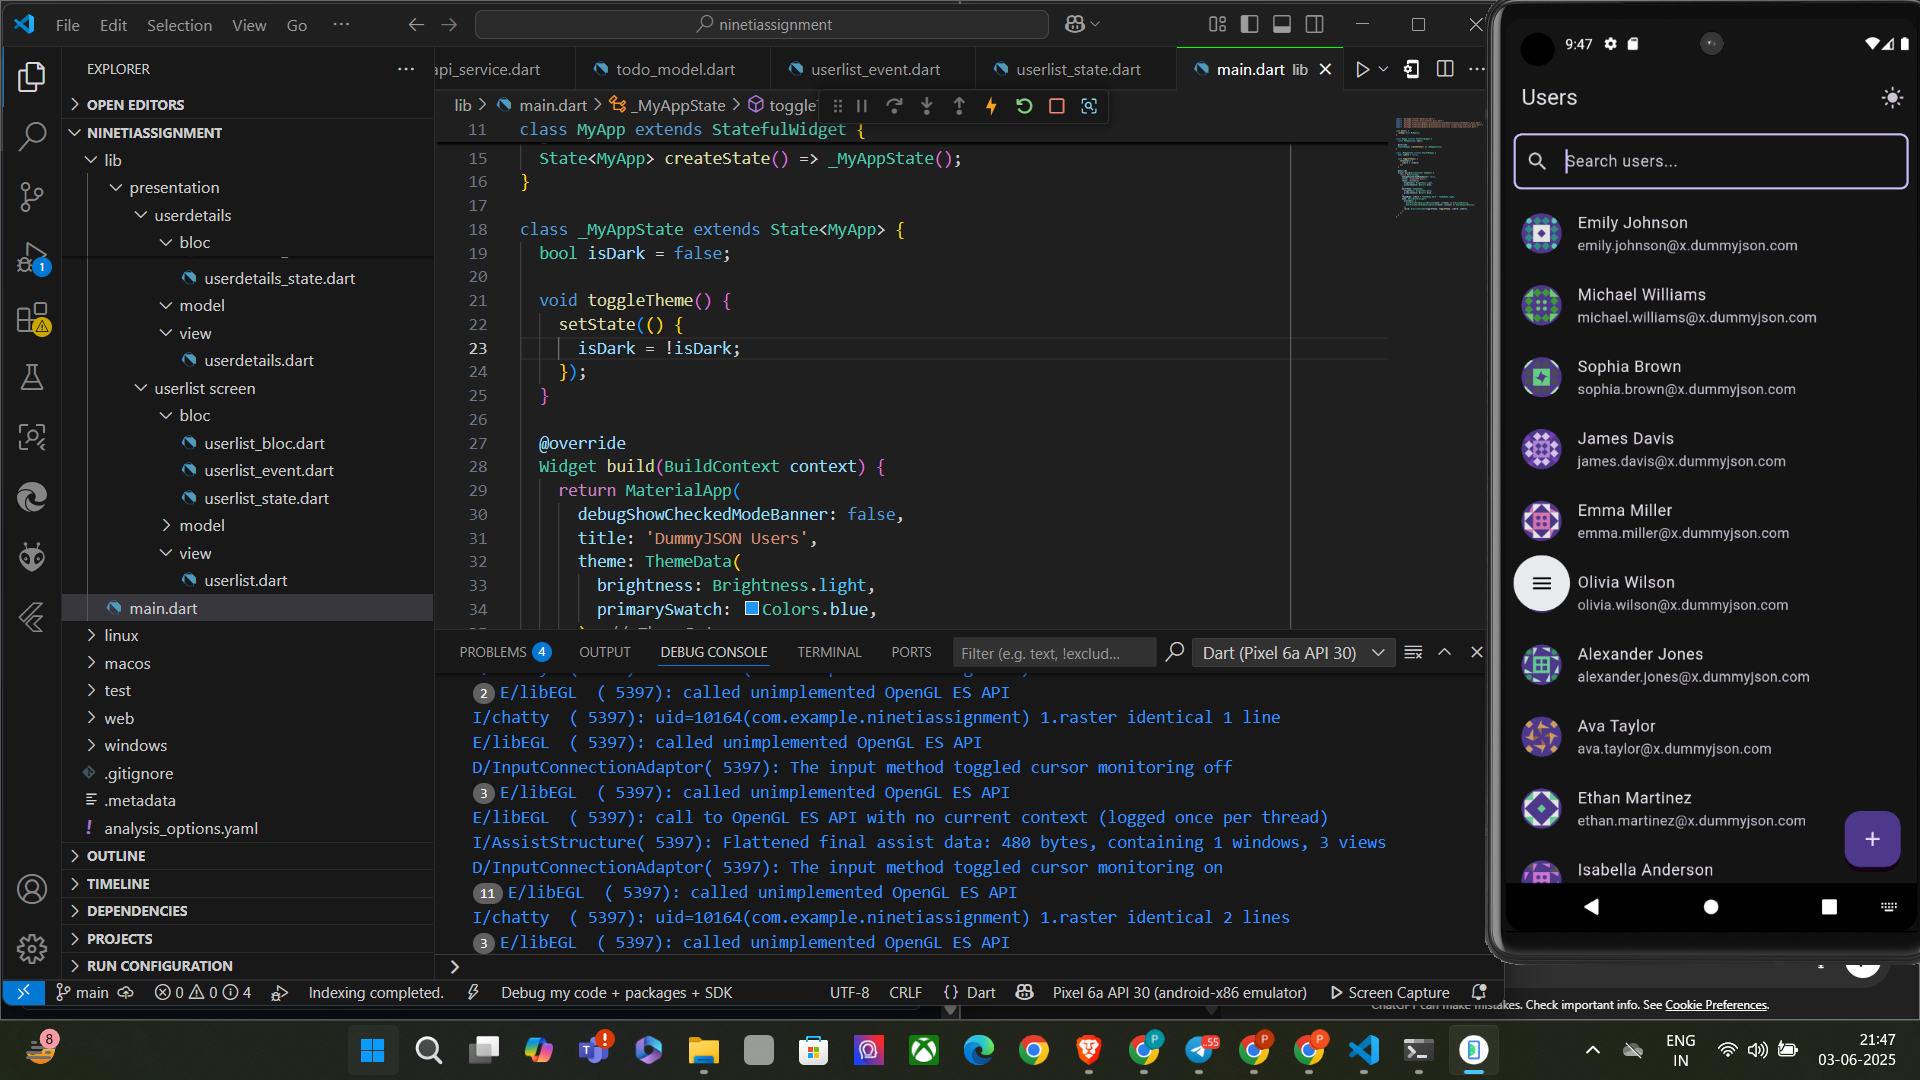 File Edit Selection View Go ···
ninetiassignment
EXPLORER
OPEN EDITORS
NINETIASSIGNMENT
lib
presentation
userdetails
bloc
userdetails_state.dart
model
view
userdetails.dart
userlist screen
bloc
userlist_bloc.dart
userlist_event.dart
userlist_state.dart
model
view
userlist.dart
main.dart
linux
macos
test
web
windows
.gitignore
.metadata
analysis_options.yaml
OUTLINE
TIMELINE
DEPENDENCIES
PROJECTS
RUN CONFIGURATION
1
api_service.dart todo_model.dart userlist_event.dart userlist_state.dart main.dart lib
lib > main.dart > _MyAppState > toggle
11 class MyApp extends StatefulWidget {
15 State<MyApp> createState() => _MyAppState();
16 }
17
18 class _MyAppState extends State<MyApp> {
19 bool isDark = false;
20
21 void toggleTheme() {
22 setState(() {
23 isDark = !isDark;
24 });
25 }
26
27 @override
28 Widget build(BuildContext context) {
29 return MaterialApp(
30 debugShowCheckedModeBanner: false,
31 title: 'DummyJSON Users',
32 theme: ThemeData(
33 brightness: Brightness.light,
34 primarySwatch: Colors.blue,
PROBLEMS 4 OUTPUT DEBUG CONSOLE TERMINAL PORTS Filter (e.g. text, !exclud... Dart (Pixel 6a API 30)
2 E/libEGL ( 5397): called unimplemented OpenGL ES API
I/chatty ( 5397): uid=10164(com.example.ninetiassignment) 1.raster identical 1 line
E/libEGL ( 5397): called unimplemented OpenGL ES API
D/InputConnectionAdaptor( 5397): The input method toggled cursor monitoring off
3 E/libEGL ( 5397): called unimplemented OpenGL ES API
E/libEGL ( 5397): call to OpenGL ES API with no current context (logged once per thread)
I/AssistStructure( 5397): Flattened final assist data: 480 bytes, containing 1 windows, 3 views
D/InputConnectionAdaptor( 5397): The input method toggled cursor monitoring on
11 E/libEGL ( 5397): called unimplemented OpenGL ES API
I/chatty ( 5397): uid=10164(com.example.ninetiassignment) 1.raster identical 2 lines
3 E/libEGL ( 5397): called unimplemented OpenGL ES API
main 0 0 4 Indexing completed. Debug my code + packages + SDK UTF-8 CRLF {} Dart Pixel 6a API 30 (android-x86 emulator) Screen Capture
9:47
Users
Search users...
Emily Johnson
emily.johnson@x.dummyjson.com
Michael Williams
michael.williams@x.dummyjson.com
Sophia Brown
sophia.brown@x.dummyjson.com
James Davis
james.davis@x.dummyjson.com
Emma Miller
emma.miller@x.dummyjson.com
Olivia Wilson
olivia.wilson@x.dummyjson.com
Alexander Jones
alexander.jones@x.dummyjson.com
Ava Taylor
ava.taylor@x.dummyjson.com
Ethan Martinez
ethan.martinez@x.dummyjson.com
Isabella Anderson
+
ChatGPT can make mistakes. Check important info. See Cookie Preferences.
8
P .55 P P
ENG
IN
21:47
03-06-2025